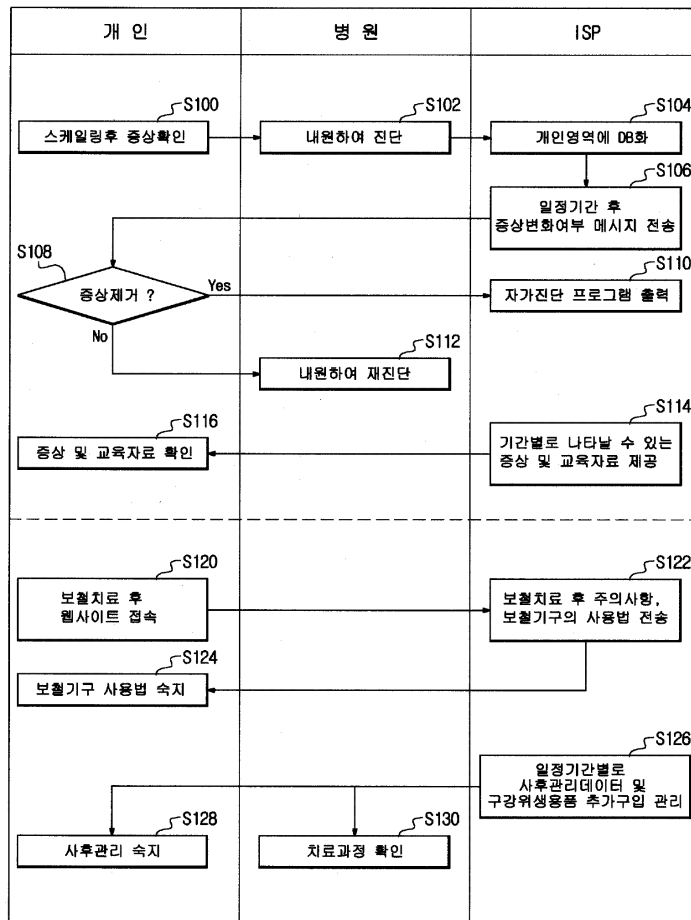 개 인
병 원
ISP
S100
스케일링후 증상확인
S102
내원하여 진단
S104
개인영역에 DB화
S106
일정기간 후
증상변화여부 메시지 전송
S108
증상제거 ?
Yes
No
S110
자가진단 프로그램 출력
S112
내원하여 재진단
S114
기간별로 나타날 수 있는
증상 및 교육자료 제공
S116
증상 및 교육자료 확인
S120
보철치료 후
웹사이트 접속
S122
보철치료 후 주의사항,
보철기구의 사용법 전송
S124
보철기구 사용법 숙지
S126
일정기간별로
사후관리데이터 및
구강위생용품 추가구입 관리
S128
사후관리 숙지
S130
치료과정 확인